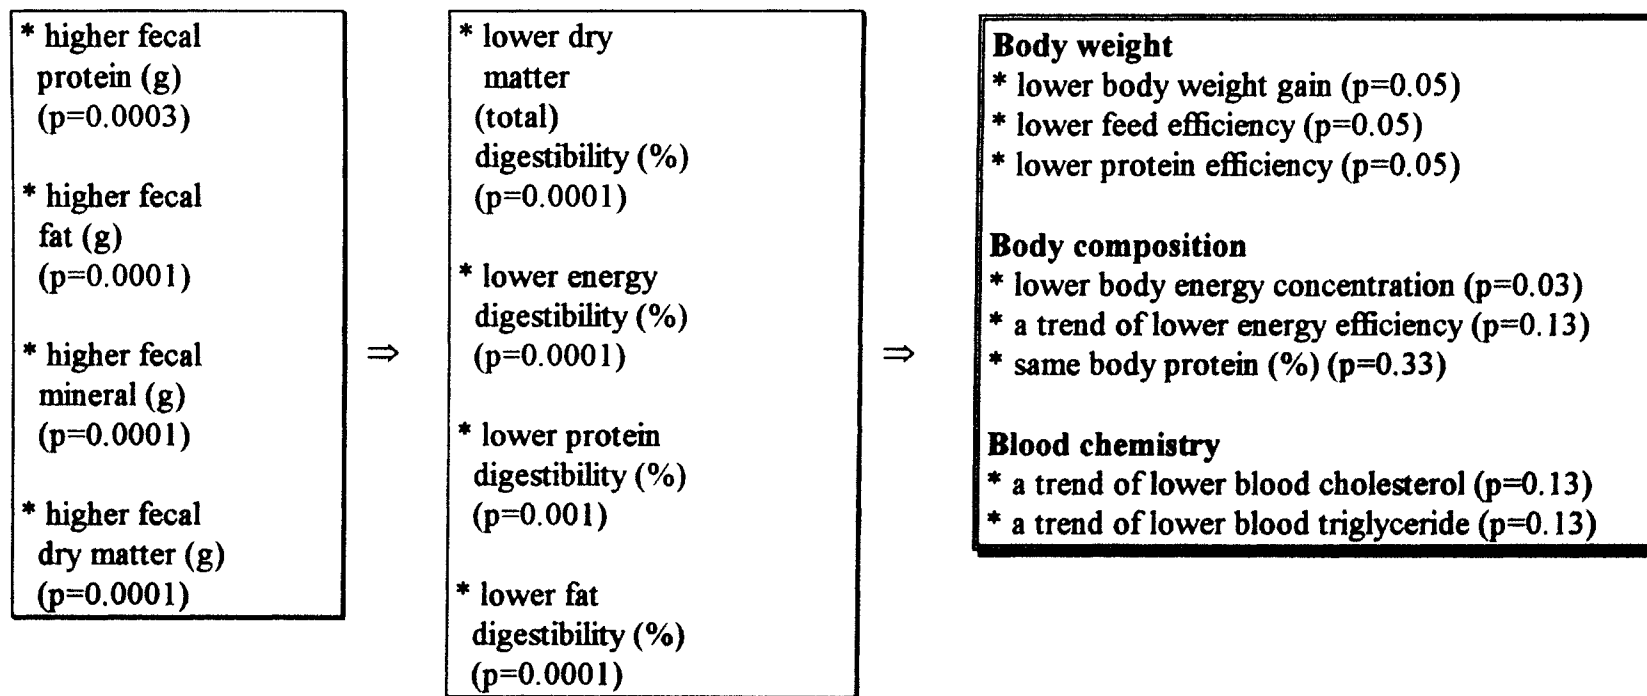 * higher fecal
protein (g)
(p=0.0003)
* higher fecal
fat (g)
(p=0.0001)
* higher fecal
mineral (g)
(p=0.0001)
* higher fecal
dry matter (g)
(p=0.0001)
⇒
* lower dry
matter
(total)
digestibility (%)
(p=0.0001)
* lower energy
digestibility (%)
(p=0.0001)
* lower protein
digestibility (%)
(p=0.001)
* lower fat
digestibility (%)
(p=0.0001)
⇒
Body weight
* lower body weight gain (p=0.05)
* lower feed efficiency (p=0.05)
* lower protein efficiency (p=0.05)
Body composition
* lower body energy concentration (p=0.03)
* a trend of lower energy efficiency (p=0.13)
* same body protein (%) (p=0.33)
Blood chemistry
* a trend of lower blood cholesterol (p=0.13)
* a trend of lower blood triglyceride (p=0.13)